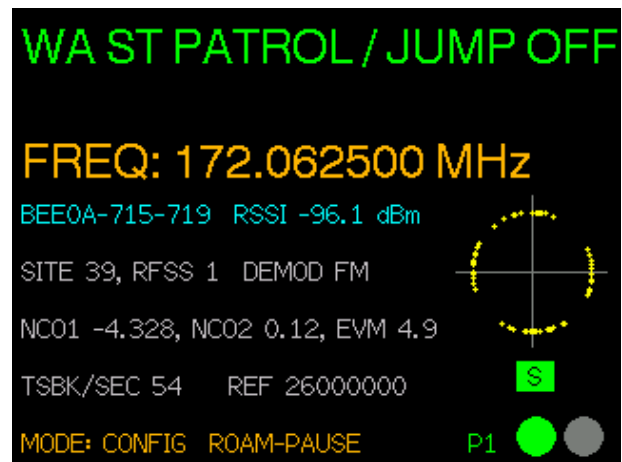 WA ST PATROL / JUMP OFF
FREQ: 172.062500 MHz
BEE0A-715-719 RSSI -96.1 dBm
SITE 39, RFSS 1 DEMOD FM
NCO1 -4.328, NCO2 0.12, EVM 4.9
S
TSBK/SEC 54 REF 26000000
MODE: CONFIG ROAM-PAUSE P1